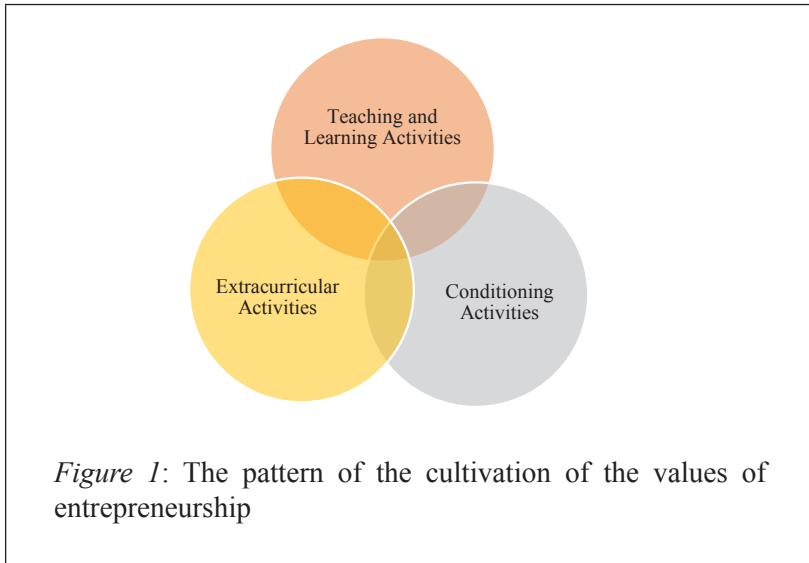 Teaching and
Learning Activities
Extracurricular
Activities
Conditioning
Activities
Figure 1: The pattern of the cultivation of the values of
entrepreneurship